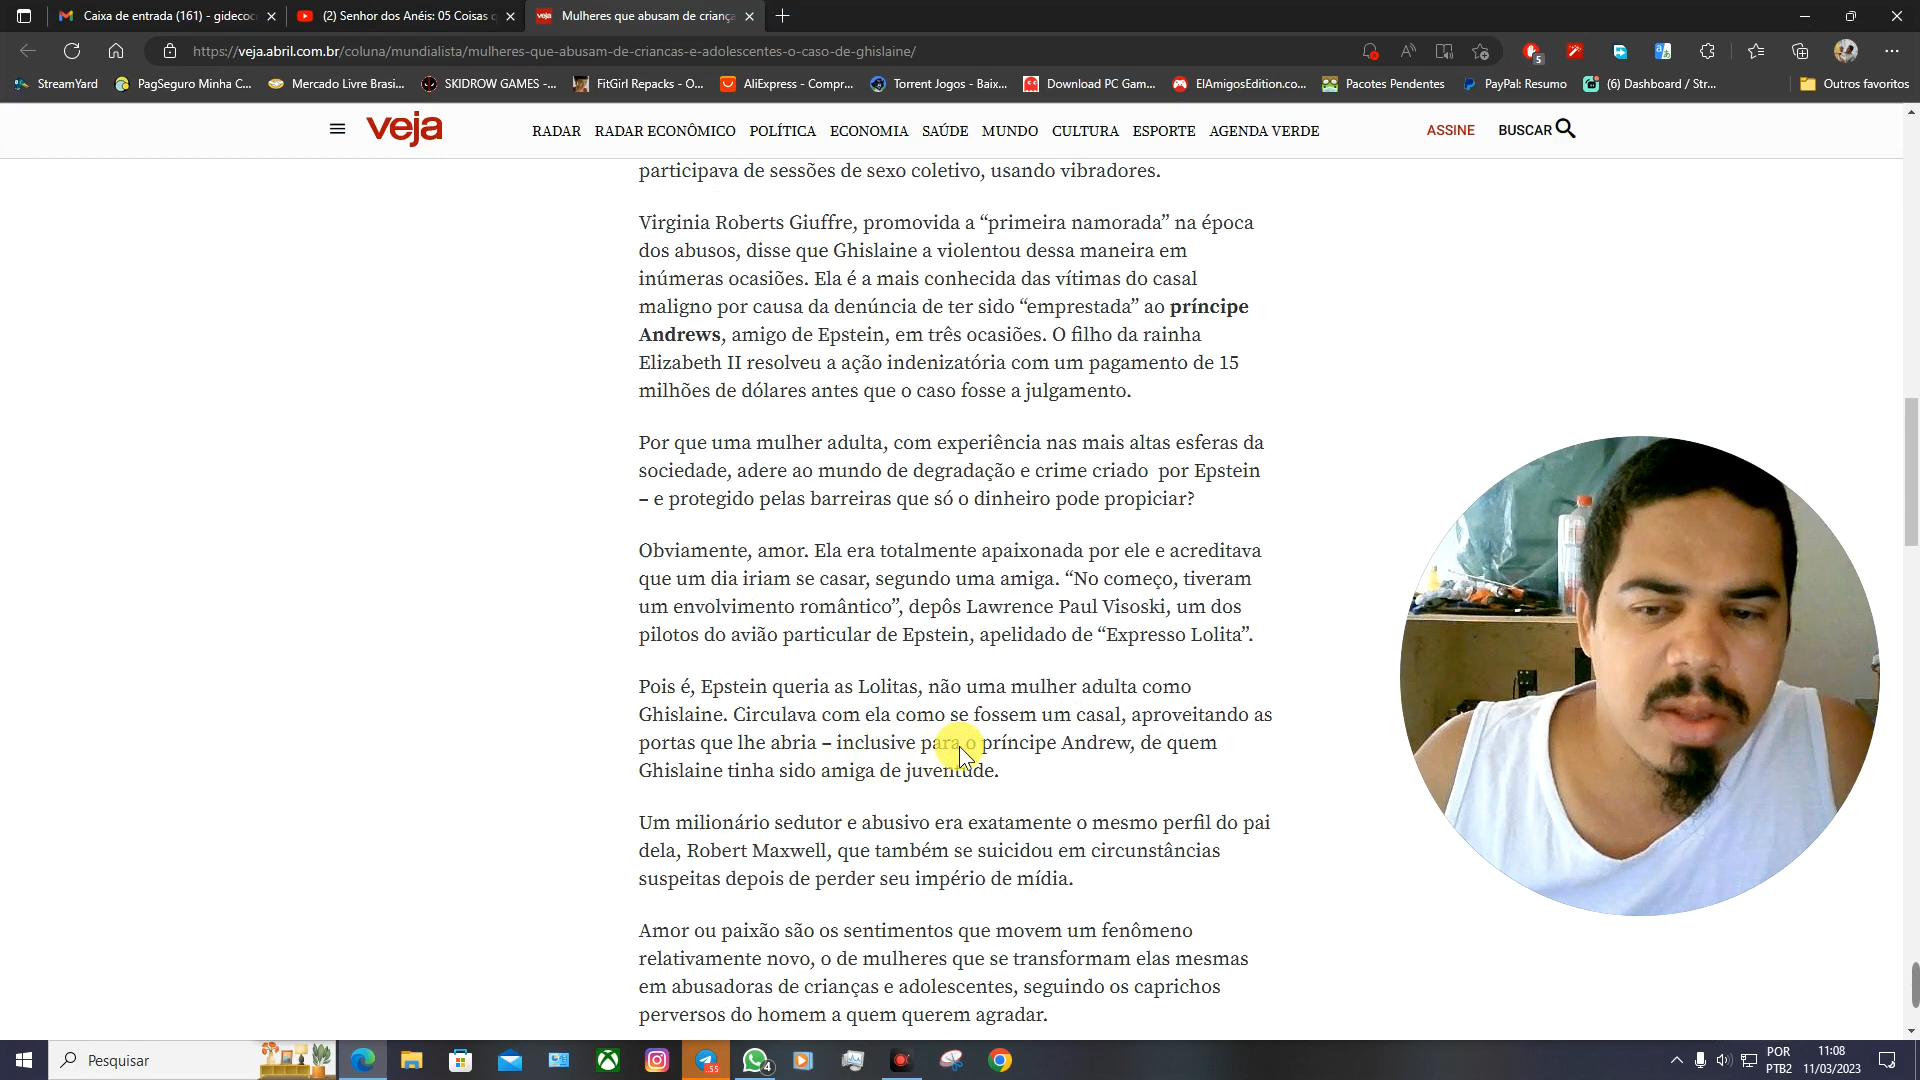 Caixa de entrada (161) - gidecoc
(2) Senhor dos Anéis: 05 Coisas q
Mulheres que abusam de criança
https://veja.abril.com.br/coluna/mundialista/mulheres-que-abusam-de-criancas-e-adolescentes-o-caso-de-ghislaine/
5
StreamYard
PagSeguro Minha C...
Mercado Livre Brasi...
SKIDROW GAMES -...
FitGirl Repacks - O...
AliExpress - Compr...
Torrent Jogos - Baix...
Download PC Gam...
ElAmigosEdition.co...
Pacotes Pendentes
PayPal: Resumo
(6) Dashboard / Str...
Outros favoritos
veja
RADAR RADAR ECONÔMICO POLÍTICA ECONOMIA SAÚDE MUNDO CULTURA ESPORTE AGENDA VERDE
ASSINE
BUSCAR
participava de sessões de sexo coletivo, usando vibradores.
Virginia Roberts Giuffre, promovida a “primeira namorada” na época
dos abusos, disse que Ghislaine a violentou dessa maneira em
inúmeras ocasiões. Ela é a mais conhecida das vítimas do casal
maligno por causa da denúncia de ter sido “emprestada” ao príncipe
Andrews, amigo de Epstein, em três ocasiões. O filho da rainha
Elizabeth II resolveu a ação indenizatória com um pagamento de 15
milhões de dólares antes que o caso fosse a julgamento.
Por que uma mulher adulta, com experiência nas mais altas esferas da
sociedade, adere ao mundo de degradação e crime criado por Epstein
– e protegido pelas barreiras que só o dinheiro pode propiciar?
Obviamente, amor. Ela era totalmente apaixonada por ele e acreditava
que um dia iriam se casar, segundo uma amiga. “No começo, tiveram
um envolvimento romântico”, depôs Lawrence Paul Visoski, um dos
pilotos do avião particular de Epstein, apelidado de “Expresso Lolita”.
Pois é, Epstein queria as Lolitas, não uma mulher adulta como
Ghislaine. Circulava com ela como se fossem um casal, aproveitando as
portas que lhe abria – inclusive para o príncipe Andrew, de quem
Ghislaine tinha sido amiga de juventude.
Um milionário sedutor e abusivo era exatamente o mesmo perfil do pai
dela, Robert Maxwell, que também se suicidou em circunstâncias
suspeitas depois de perder seu império de mídia.
Amor ou paixão são os sentimentos que movem um fenômeno
relativamente novo, o de mulheres que se transformam elas mesmas
em abusadoras de crianças e adolescentes, seguindo os caprichos
perversos do homem a quem querem agradar.
Pesquisar
55
4
POR
PTB2
11:08
11/03/2023